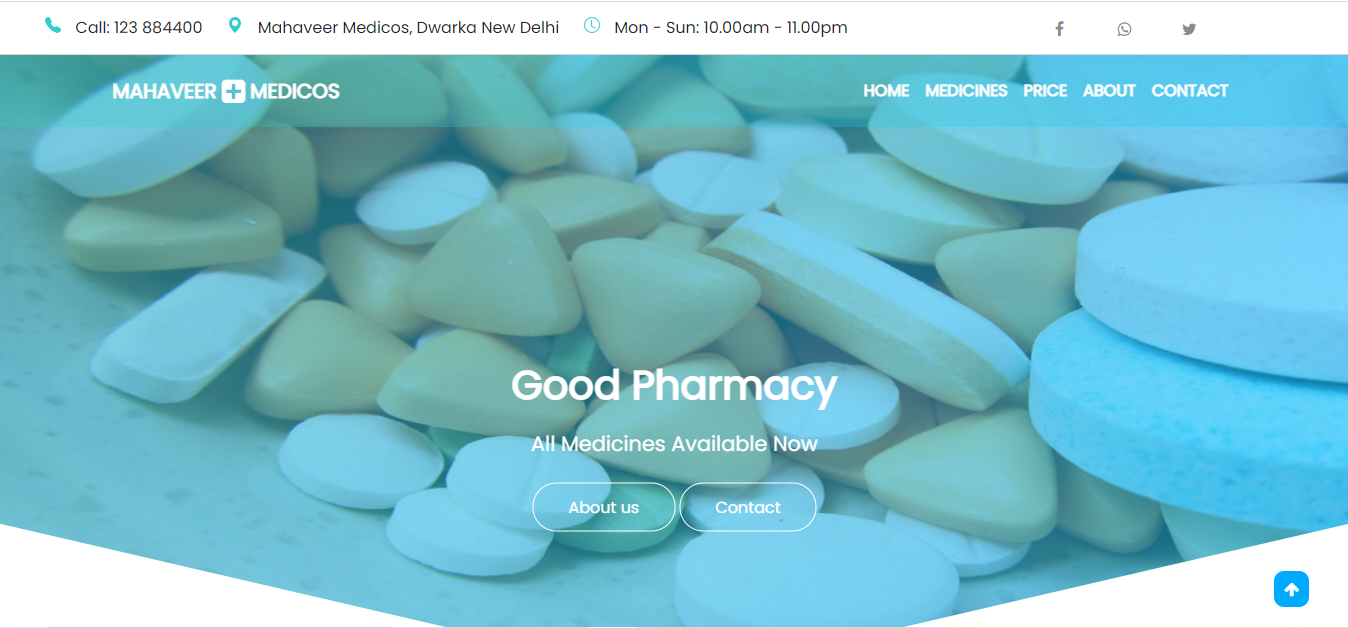 Call: 123 884400 Mahaveer Medicos, Dwarka New Delhi Mon - Sun: 10.00am - 11.00pm
MAHAVEER MEDICOS HOME MEDICINES PRICE ABOUT CONTACT
Good Pharmacy
All Medicines Available Now
About us Contact